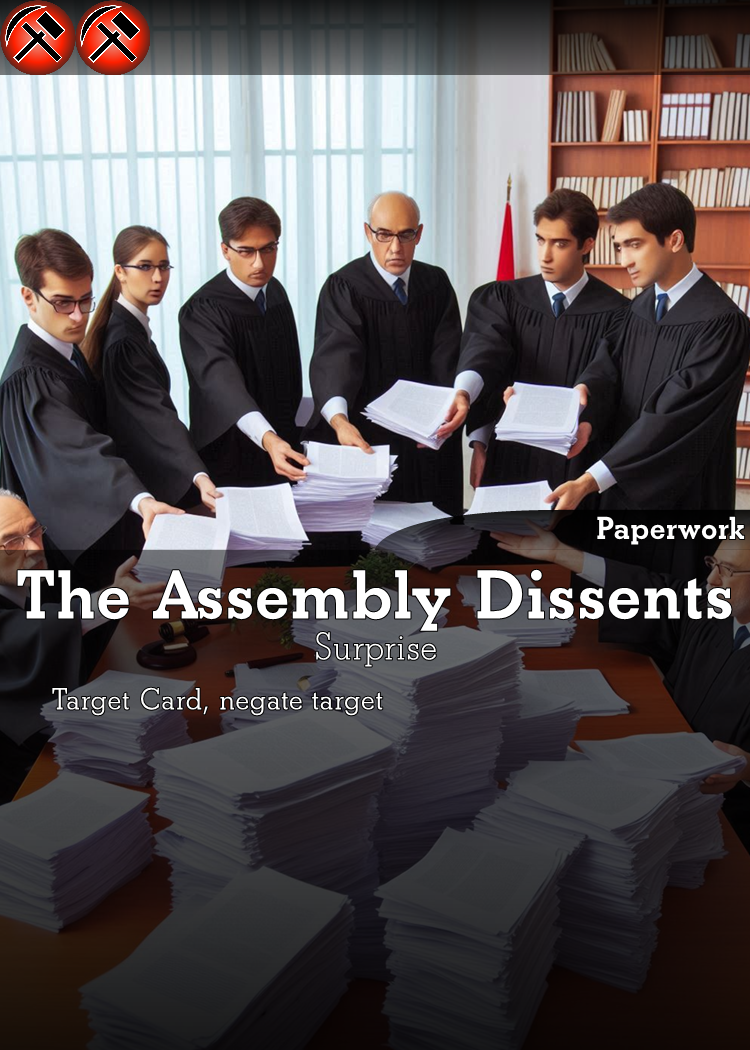 Paperwork
The Assembly Dissents
Surprise
Target Card, negate target